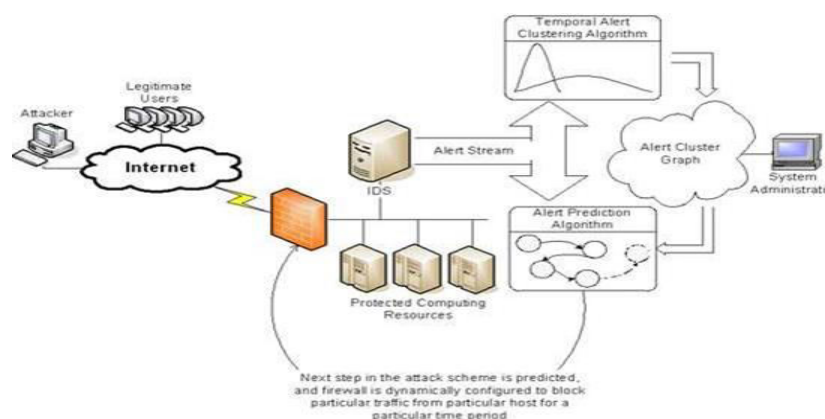 Temporal Alert
Clustering Algorithm
Legitimate
Users
Attacker
Internet
IDS
Alert Stream
Alert Cluster
Graph
System
Administrati
Alert Prediction
Algorithm
Protected Computing
Resources
Next step in the attack scheme is predicted,
and firewall is dynamically configured to block
particular traffic from particular host for a
particular time period